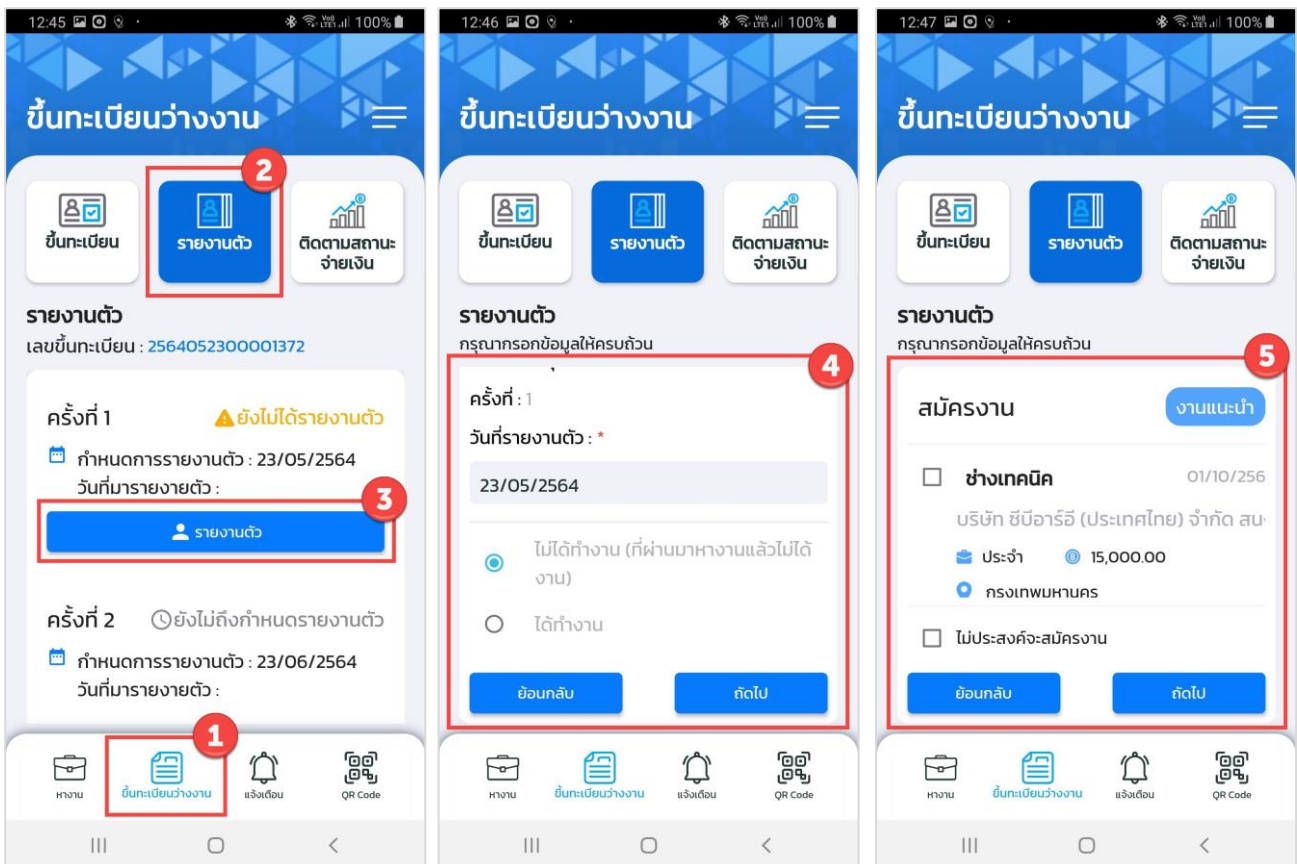 12:45
100%
ขึ้นทะเบียนว่างงาน
2
ขึ้นทะเบียน
รายงานตัว
ติดตามสถานะ
จ่ายเงิน
รายงานตัว
เลขขึ้นทะเบียน : 2564052300001372
ครั้งที่ 1
ยังไม่ได้รายงานตัว
กำหนดการรายงานตัว : 23/05/2564
วันที่มารายงายตัว :
3
รายงานตัว
ครั้งที่ 2
ยังไม่ถึงกำหนดรายงานตัว
กำหนดการรายงานตัว : 23/06/2564
วันที่มารายงายตัว :
1
หางาน
ขึ้นทะเบียนว่างงาน
แจ้งเตือน
QR Code
12:46
100%
ขึ้นทะเบียนว่างงาน
ขึ้นทะเบียน
รายงานตัว
ติดตามสถานะ
จ่ายเงิน
รายงานตัว
กรุณากรอกข้อมูลให้ครบถ้วน
4
ครั้งที่ : 1
วันที่รายงานตัว : *
23/05/2564
ไม่ได้ทำงาน (ที่ผ่านมาหางานแล้วไม่ได้
งาน)
ได้ทำงาน
ย้อนกลับ
ถัดไป
หางาน
ขึ้นทะเบียนว่างงาน
แจ้งเตือน
QR Code
12:47
100%
ขึ้นทะเบียนว่างงาน
ขึ้นทะเบียน
รายงานตัว
ติดตามสถานะ
จ่ายเงิน
รายงานตัว
กรุณากรอกข้อมูลให้ครบถ้วน
5
สมัครงาน
งานแนะนำ
ช่างเทคนิค
01/10/256
บริษัท ซีบีอาร์อี (ประเทศไทย) จำกัด สน
ประจำ
15,000.00
กรุงเทพมหานคร
ไม่ประสงค์จะสมัครงาน
ย้อนกลับ
ถัดไป
หางาน
ขึ้นทะเบียนว่างงาน
แจ้งเตือน
QR Code